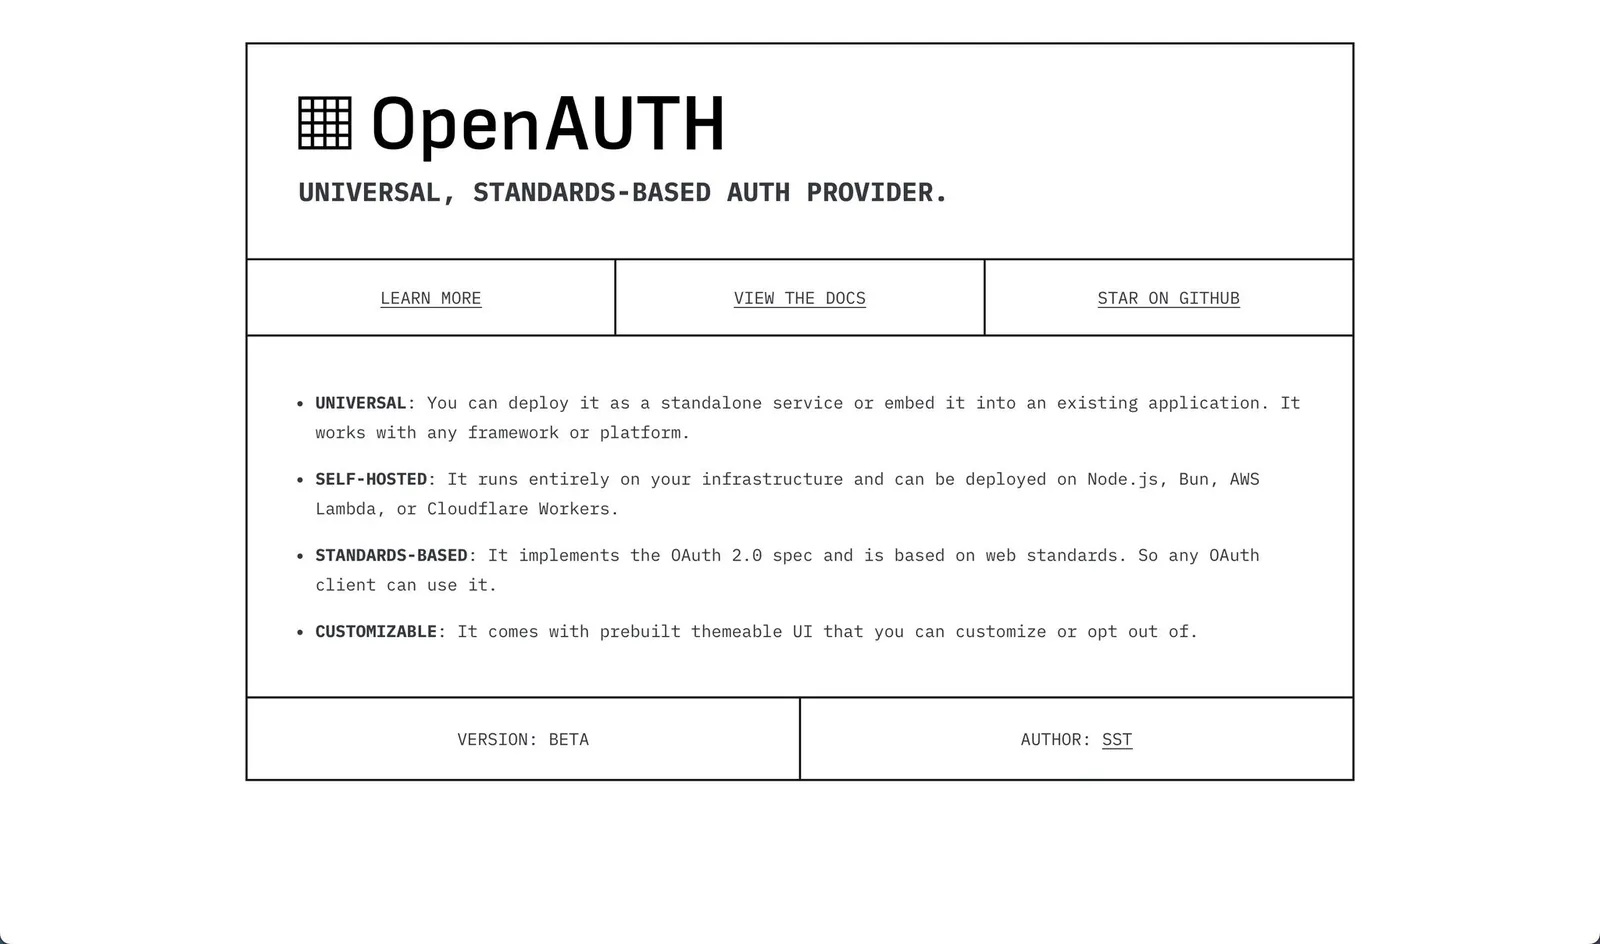 OpenAUTH
UNIVERSAL, STANDARDS-BASED AUTH PROVIDER.
LEARN MORE
VIEW THE DOCS
STAR ON GITHUB
• UNIVERSAL: You can deploy it as a standalone service or embed it into an existing application. It
works with any framework or platform.
• SELF-HOSTED: It runs entirely on your infrastructure and can be deployed on Node.js, Bun, AWS
Lambda, or Cloudflare Workers.
• STANDARDS-BASED: It implements the OAuth 2.0 spec and is based on web standards. So any OAuth
client can use it.
• CUSTOMIZABLE: It comes with prebuilt themeable UI that you can customize or opt out of.
VERSION: BETA
AUTHOR: SST